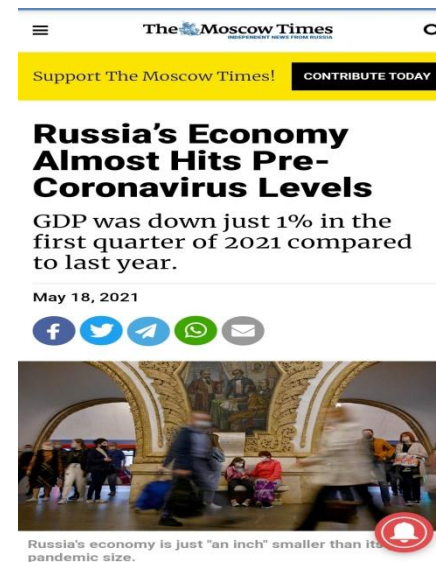 The Moscow Times
INDEPENDENT NEWS FROM RUSSIA
Support The Moscow Times!
CONTRIBUTE TODAY
Russia's Economy
Almost Hits Pre-
Coronavirus Levels
GDP was down just 1% in the
first quarter of 2021 compared
to last year.
May 18, 2021
Russia's economy is just "an inch" smaller than its
pandemic size.